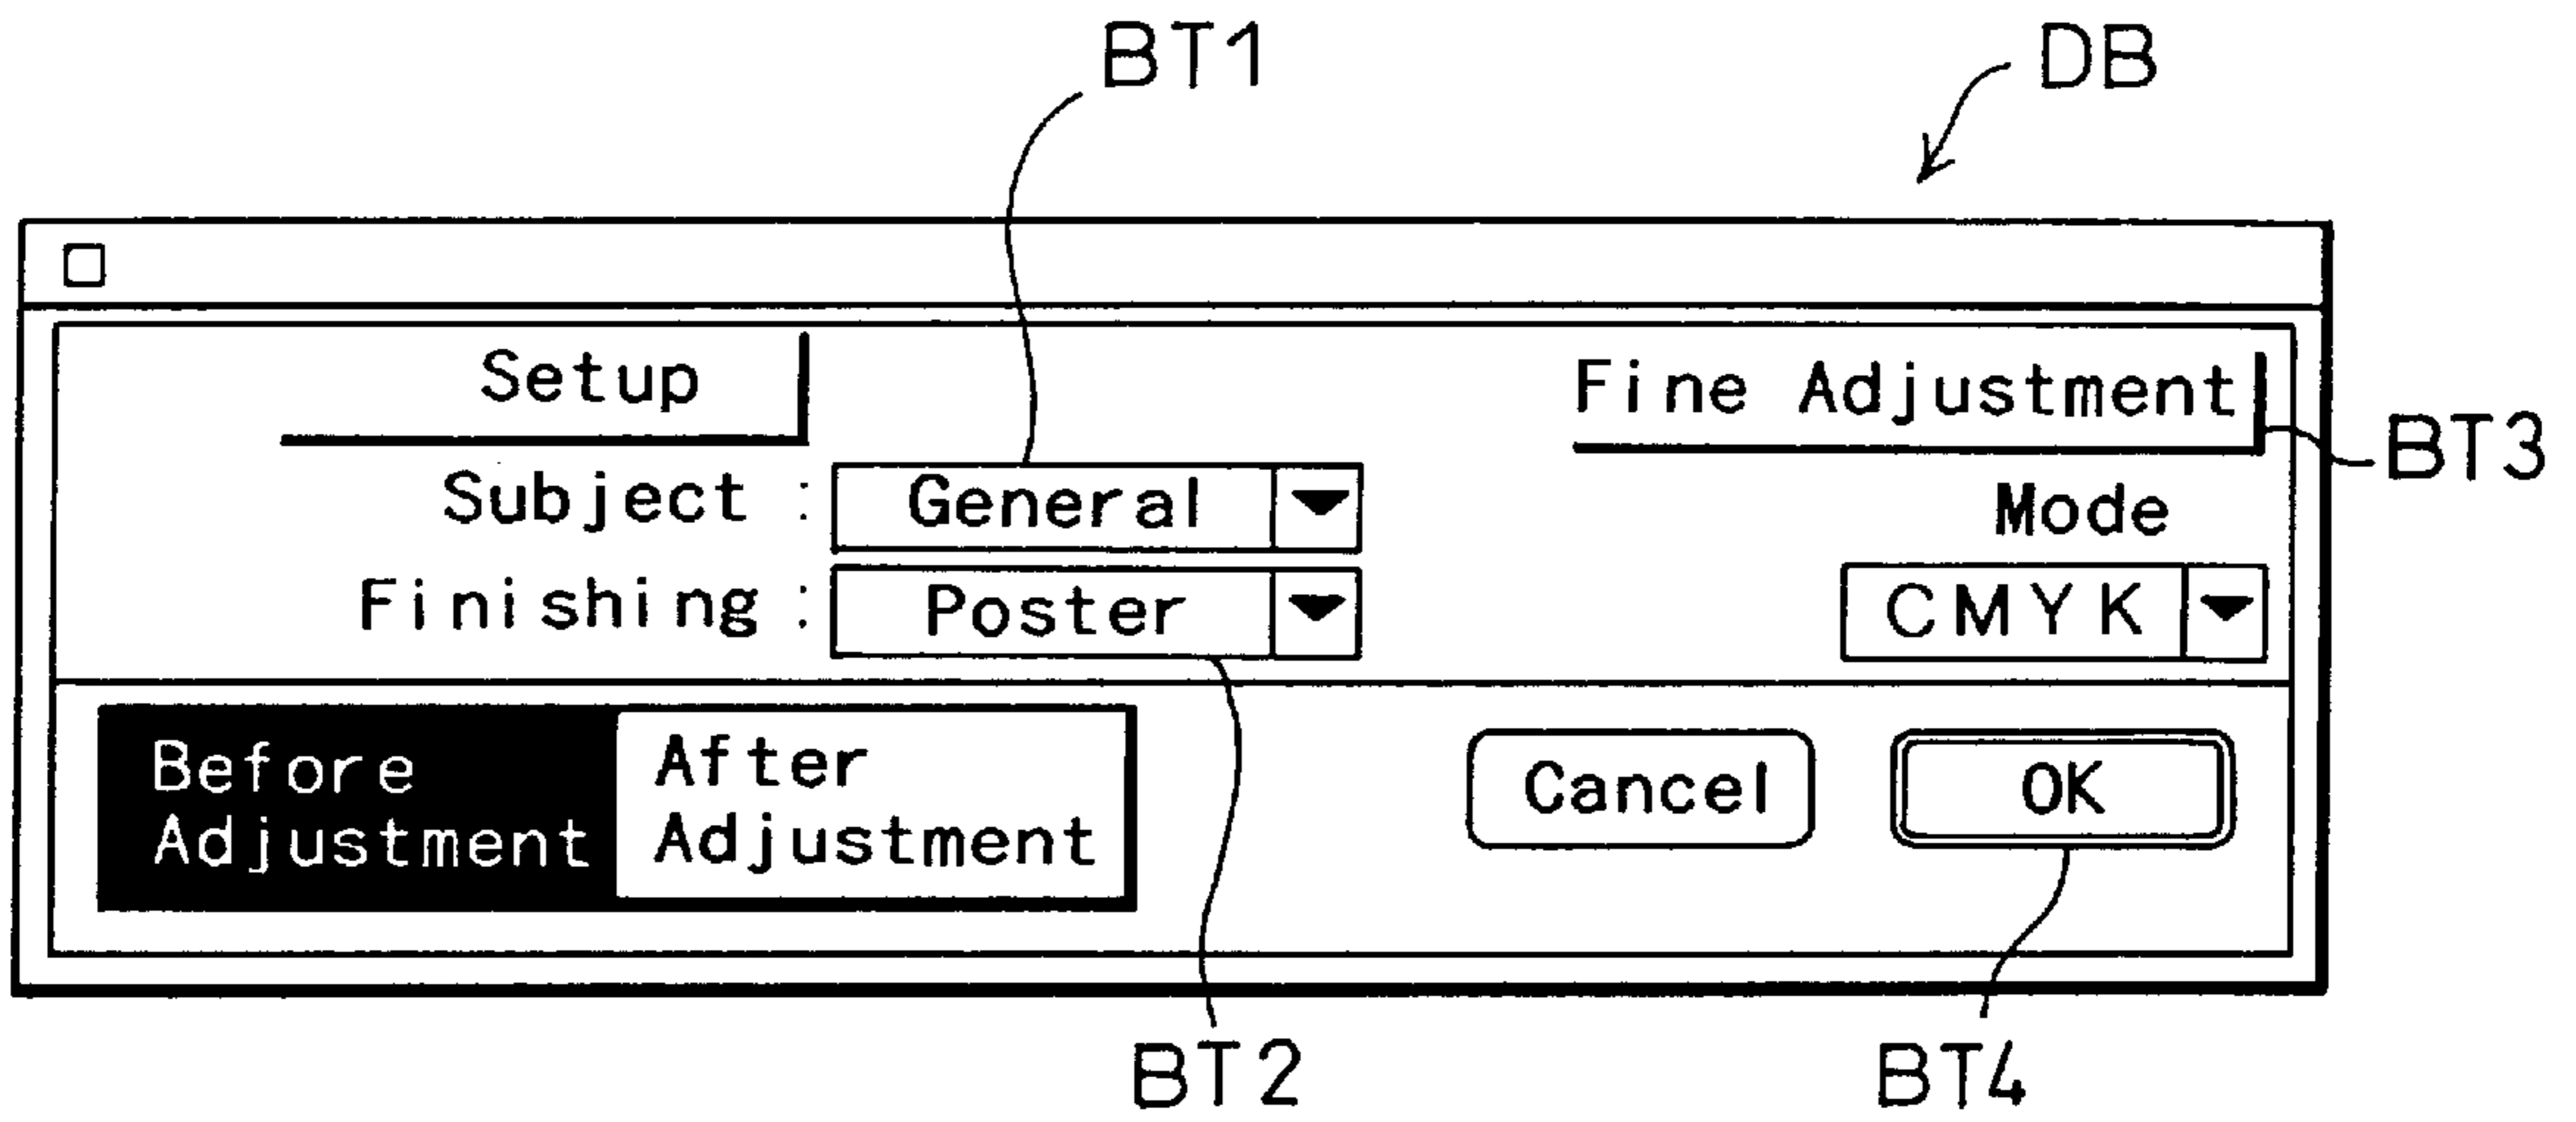 BT1
DB
Setup
Fine Adjustment
BT3
Subject : General
Mode
Finishing : Poster
CMYK
Before Adjustment
After Adjustment
Cancel
OK
BT2
BT4